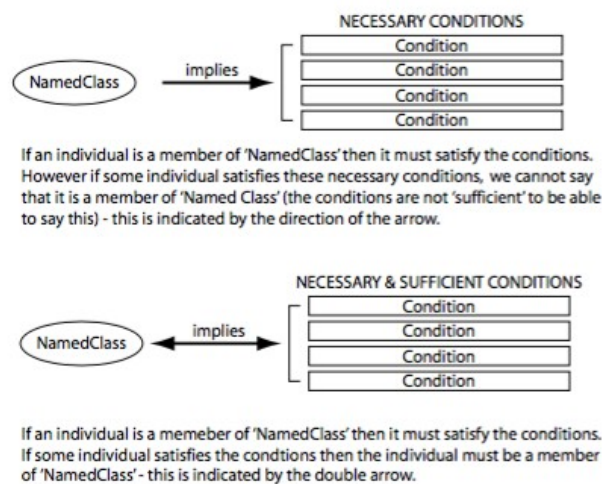 NECESSARY CONDITIONS
Condition
NamedClass
implies
Condition
Condition
Condition
If an individual is a member of 'NamedClass' then it must satisfy the conditions.
However if some individual satisfies these necessary conditions, we cannot say
that it is a member of 'Named Class' (the conditions are not 'sufficient' to be able
to say this) - this is indicated by the direction of the arrow.
NECESSARY & SUFFICIENT CONDITIONS
Condition
NamedClass
implies
Condition
Condition
Condition
If an individual is a memeber of 'NamedClass' then it must satisfy the conditions.
If some individual satisfies the condtions then the individual must be a member
of 'NamedClass' - this is indicated by the double arrow.